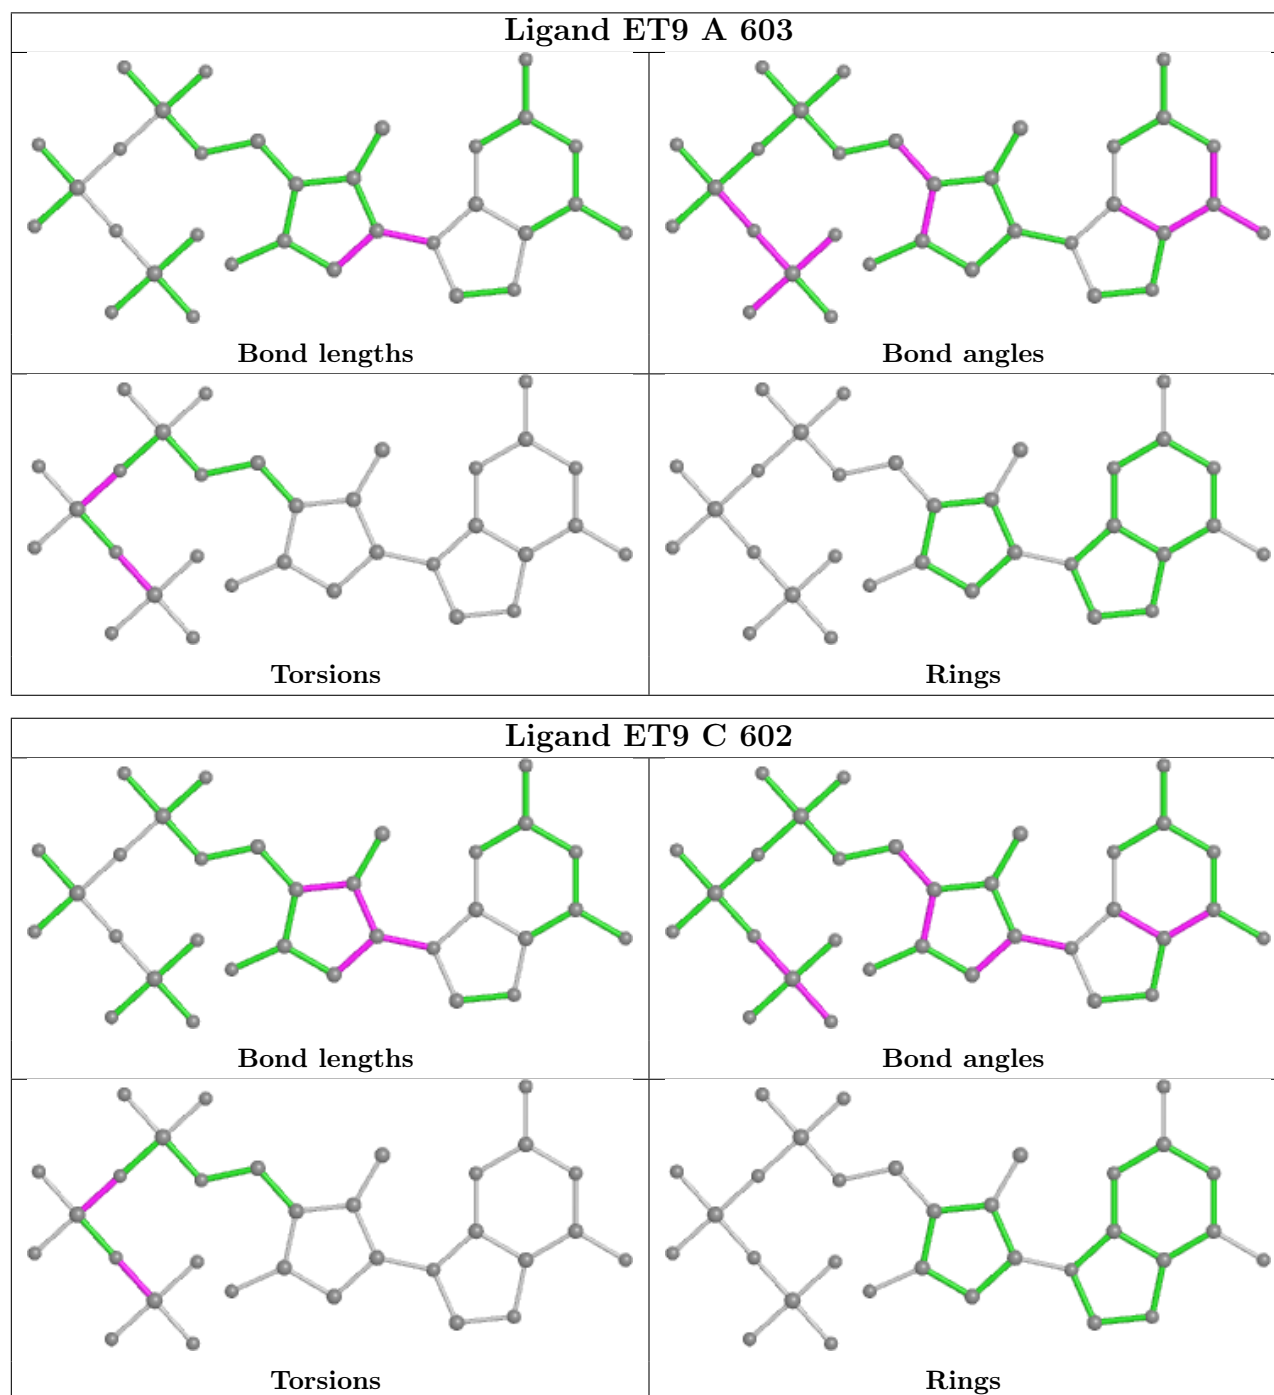 Ligand ET9 A 603
Bond lengths
Bond angles
Torsions
Rings
Ligand ET9 C 602
Bond lengths
Bond angles
Torsions
Rings